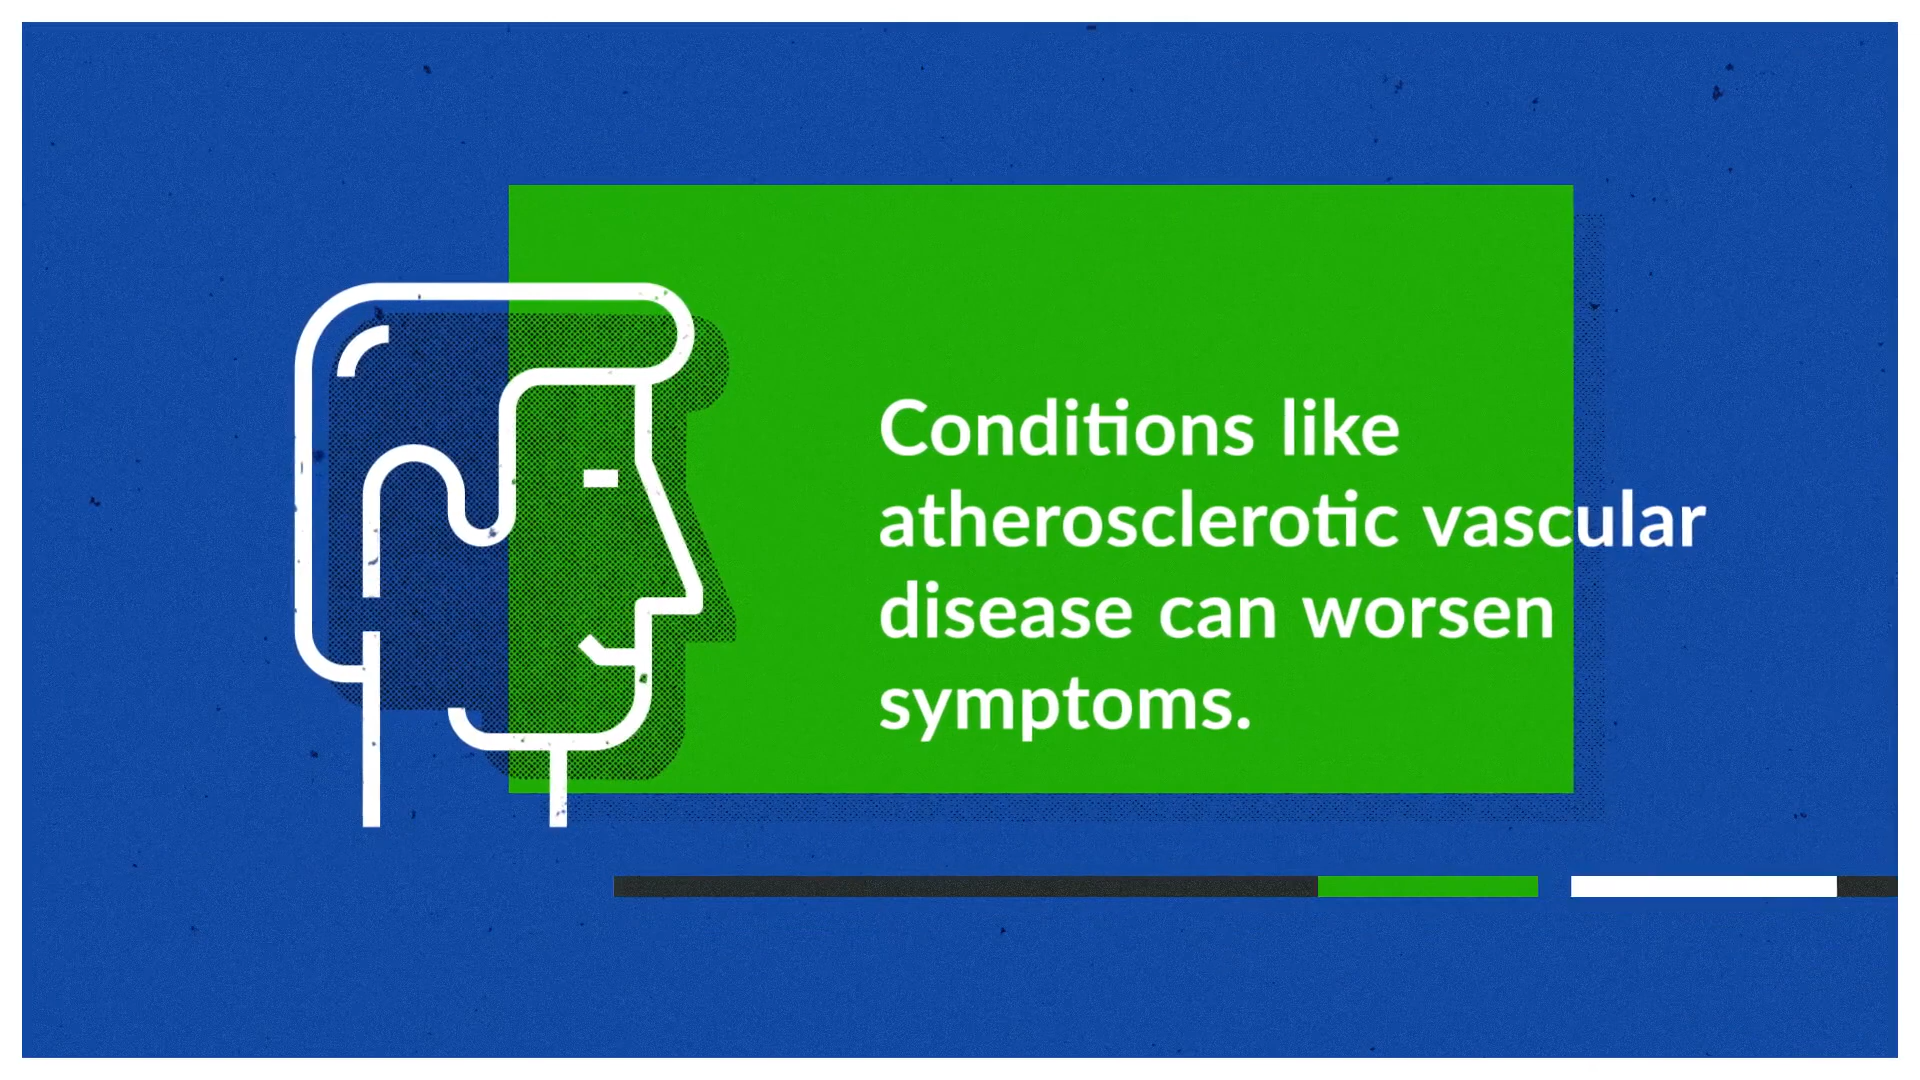 Conditions like
atherosclerotic vascular
disease can worsen
symptoms.